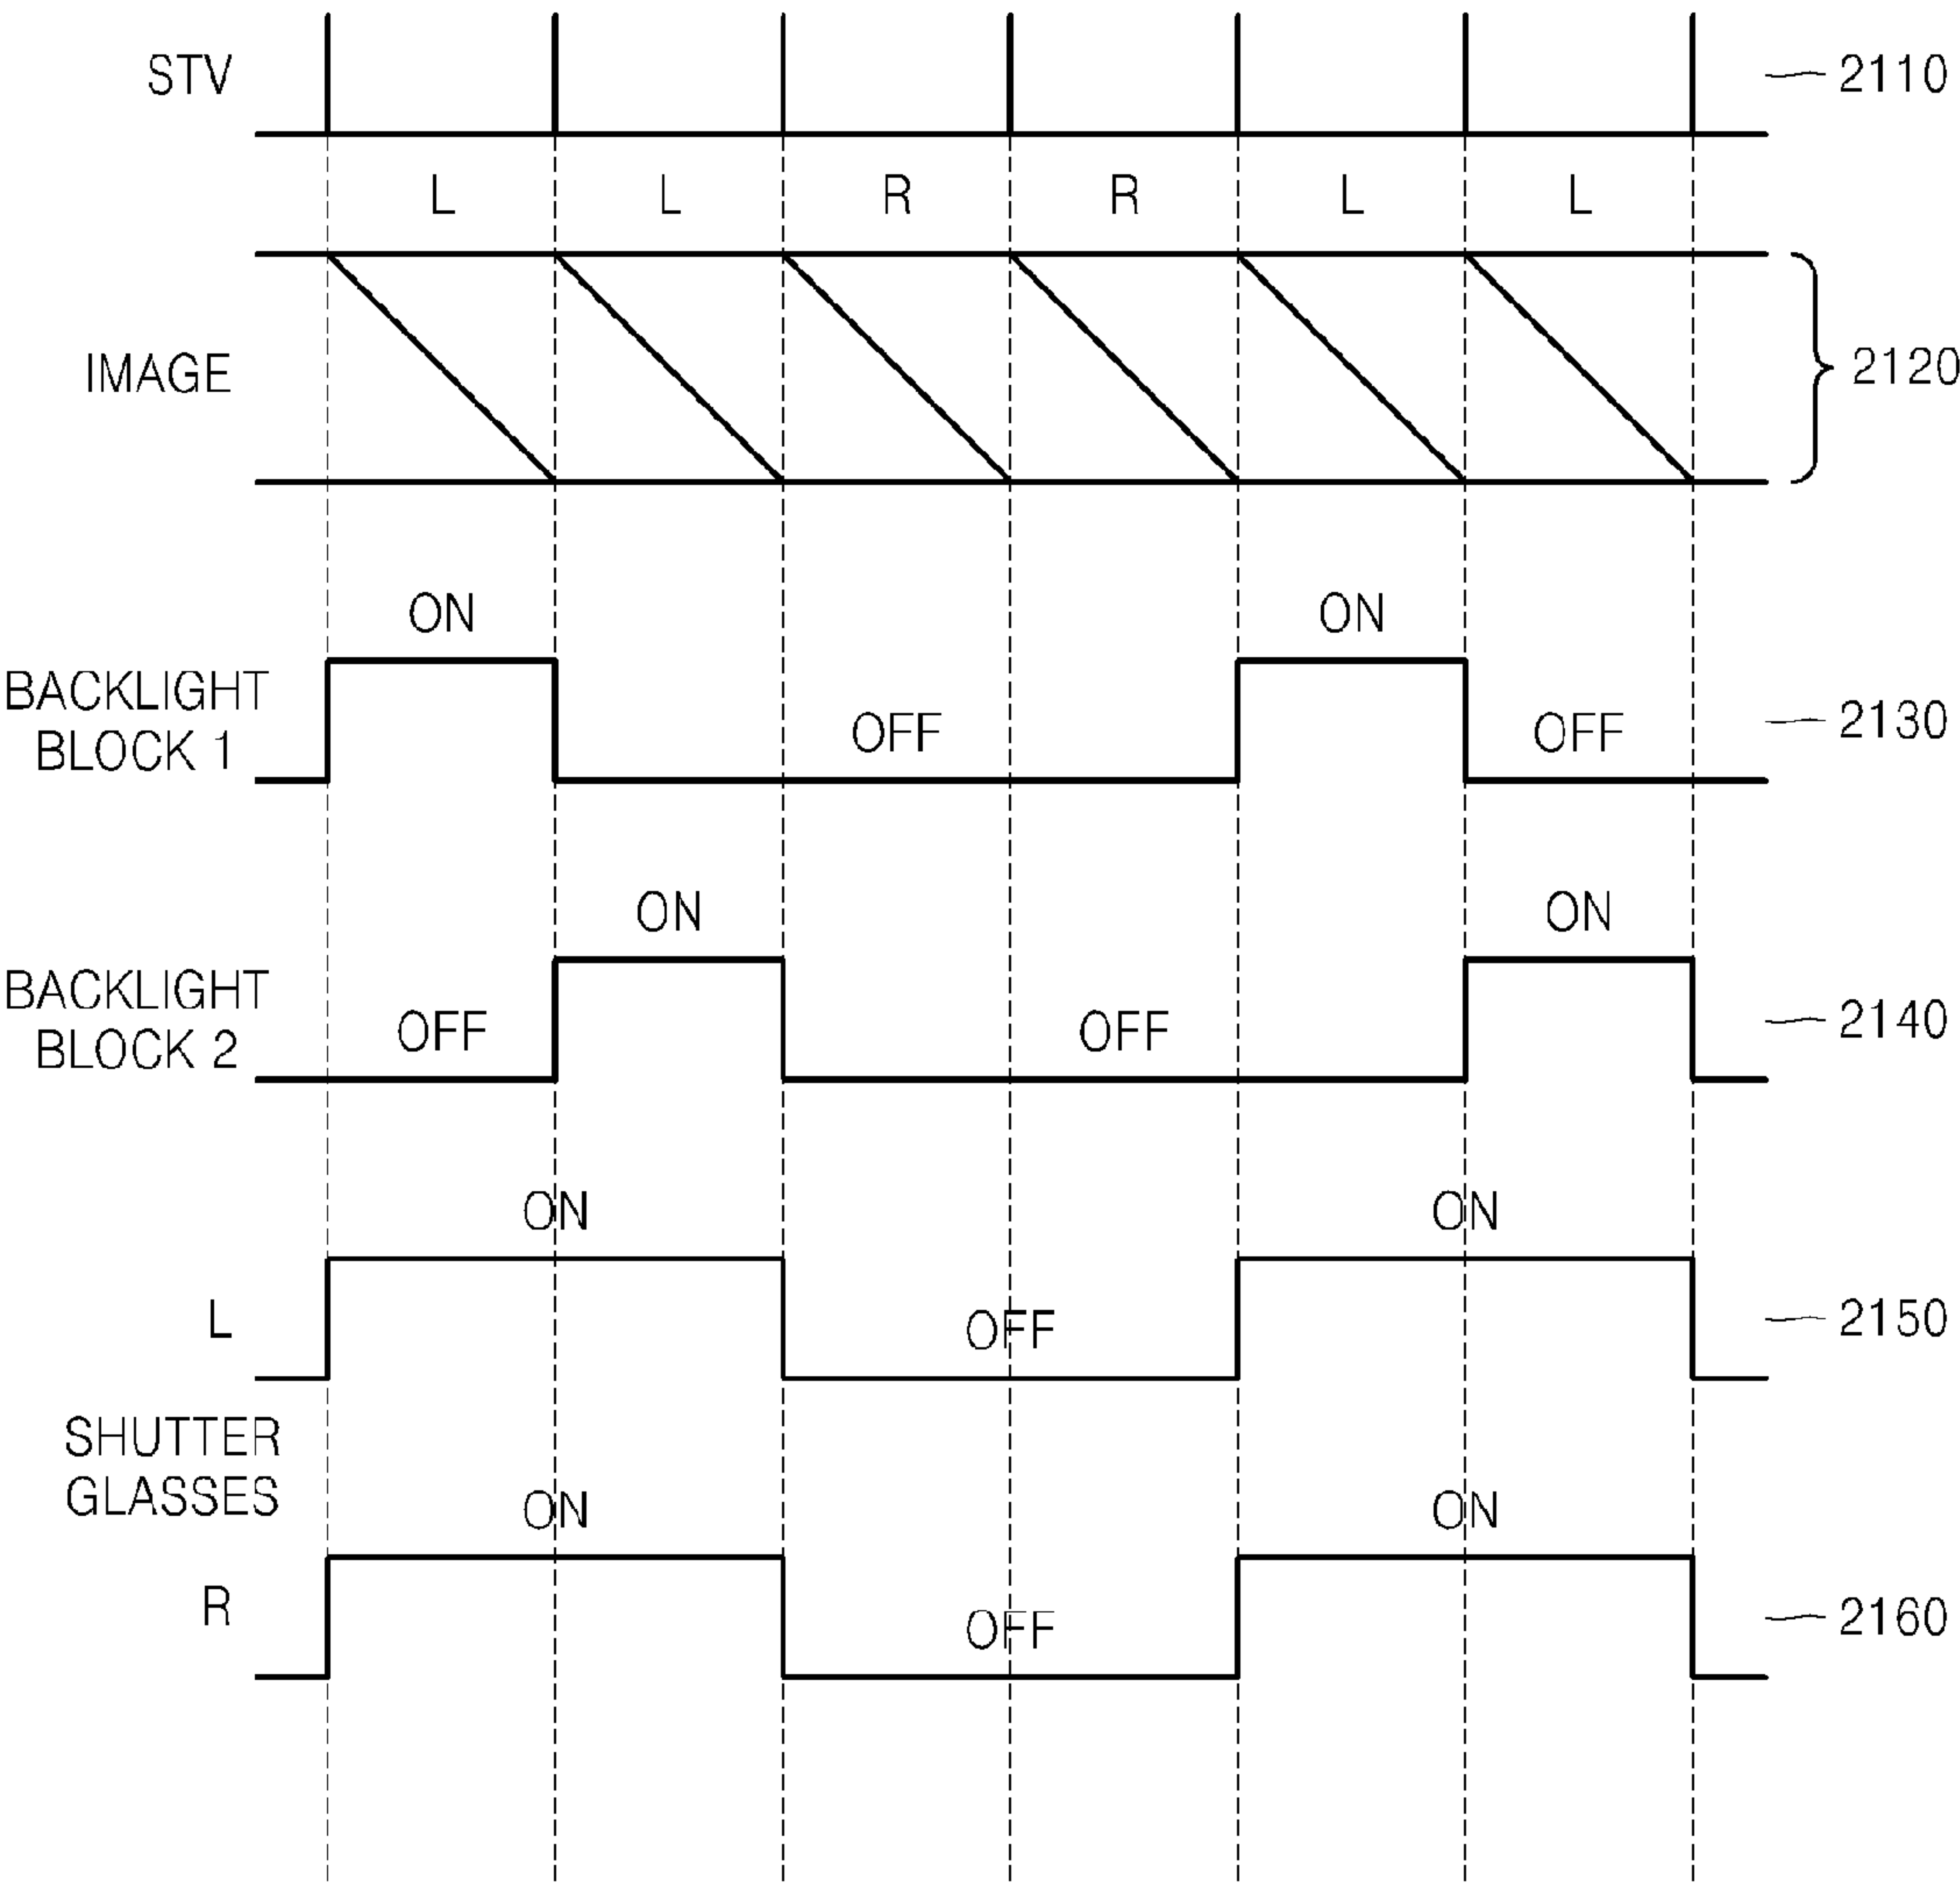 STV
2110
L L R R L L
IMAGE
2120
ON ON
BACKLIGHT
BLOCK 1
OFF OFF
2130
ON ON
BACKLIGHT
BLOCK 2
OFF OFF
2140
ON ON
L
OFF
2150
SHUTTER
GLASSES
ON ON
R
OFF
2160